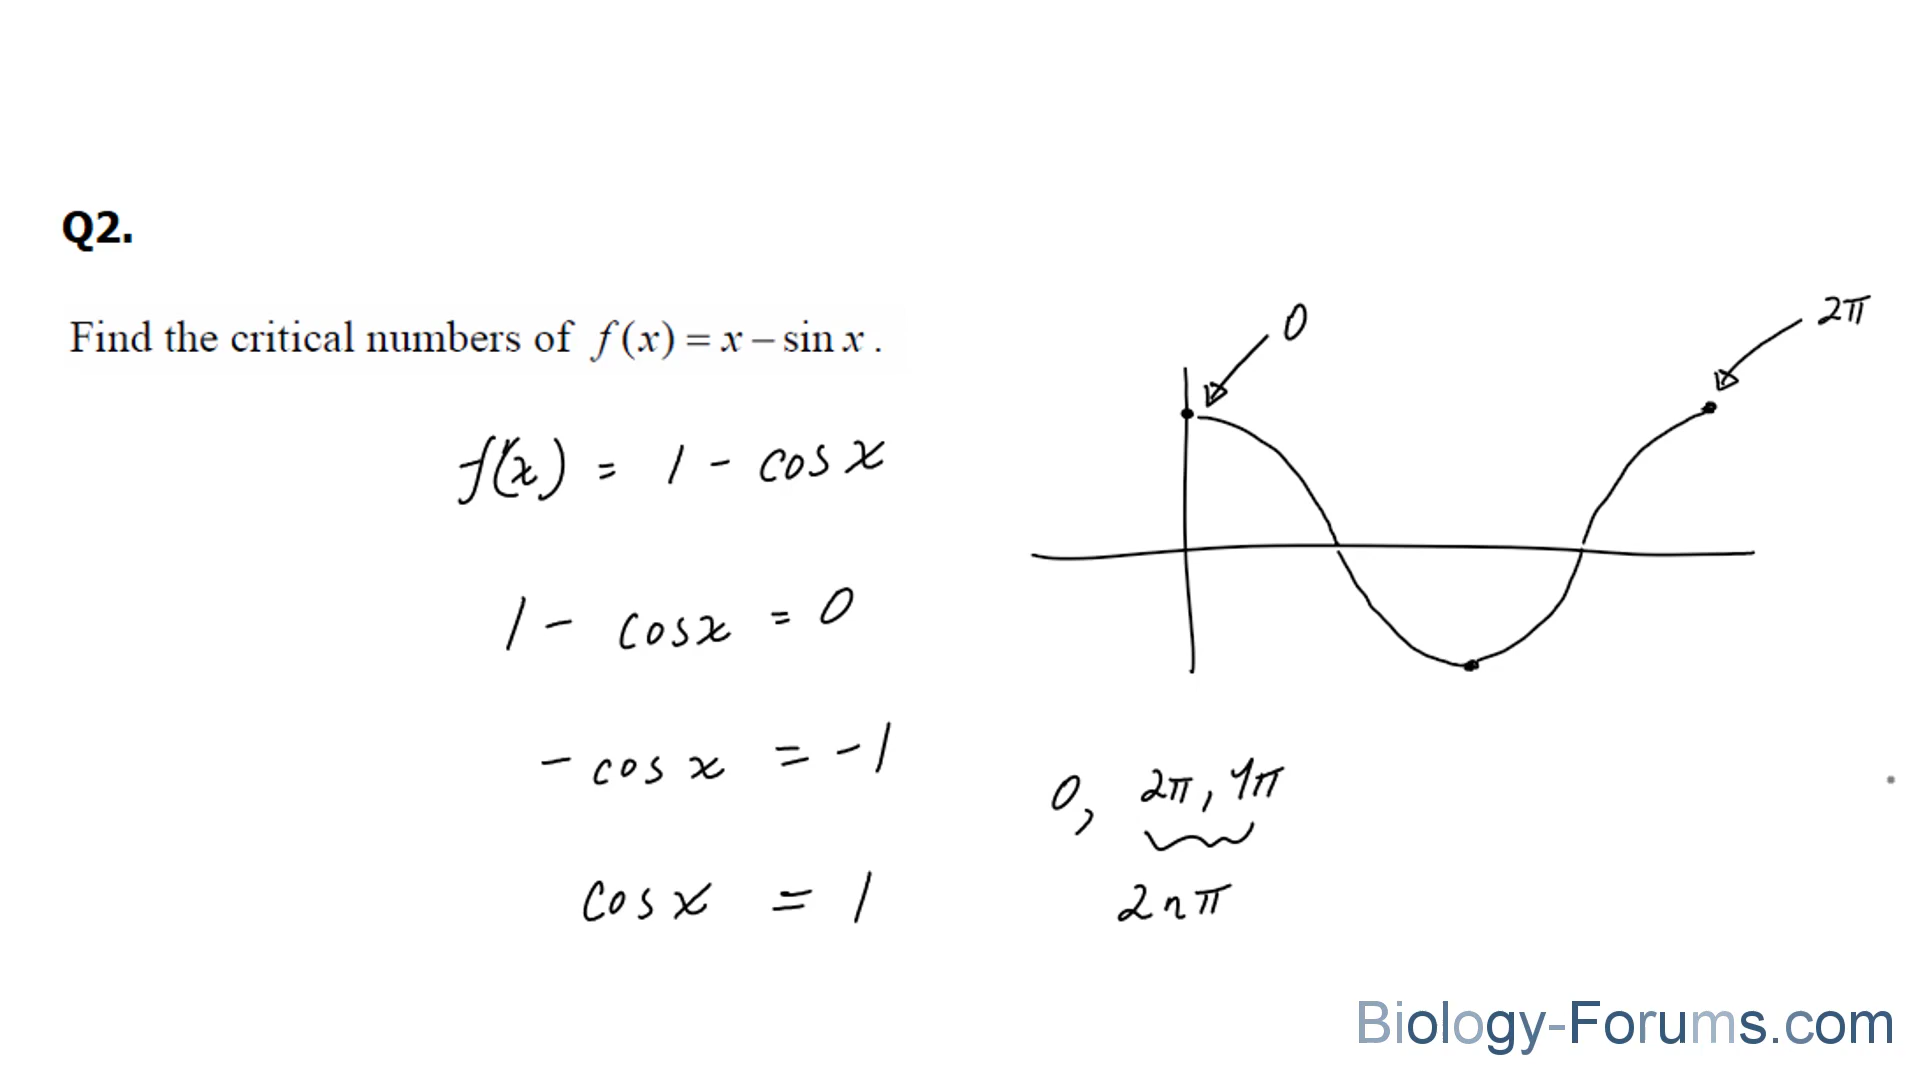 Q2.
Find the critical numbers of f(x) = x − sin x.
f'(x) = 1 - cos x
1 - cos x = 0
- cos x = -1
cos x = 1
0
2π
0, 2π, 4π
2nπ
Biology-Forums.com